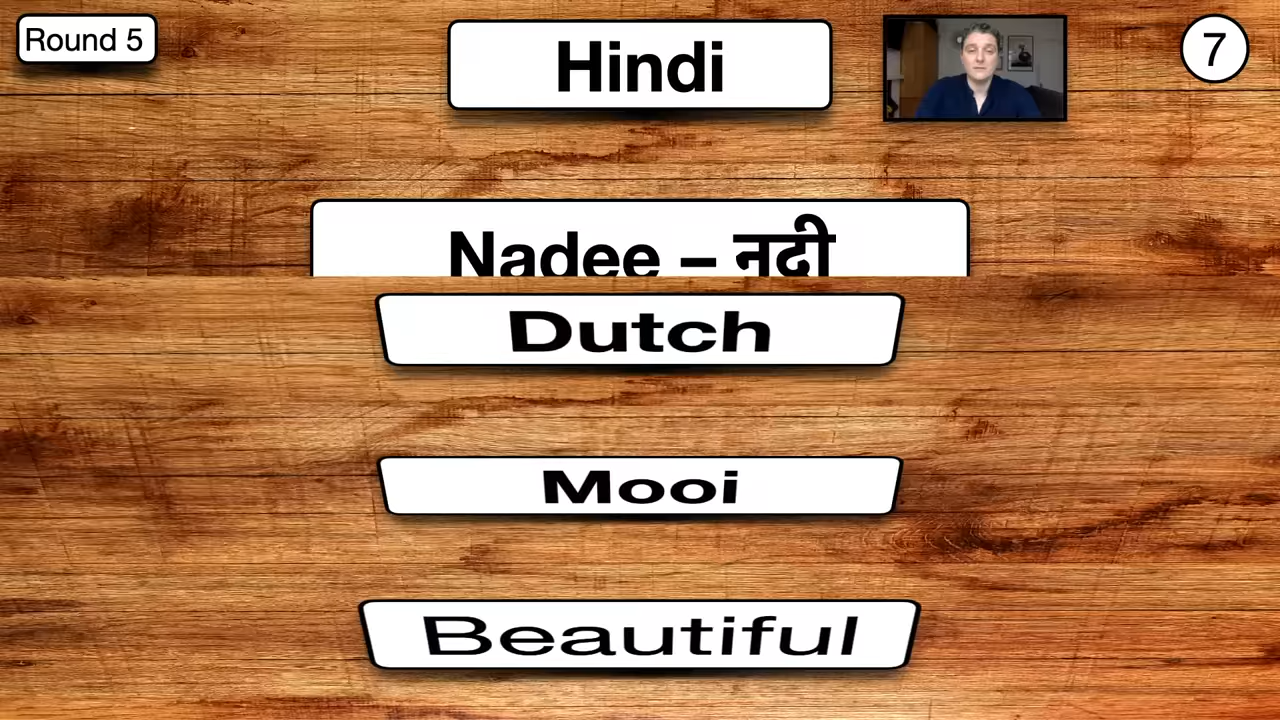 Round 5
Hindi
7
Nadee – नदी
Dutch
Mooi
Beautiful